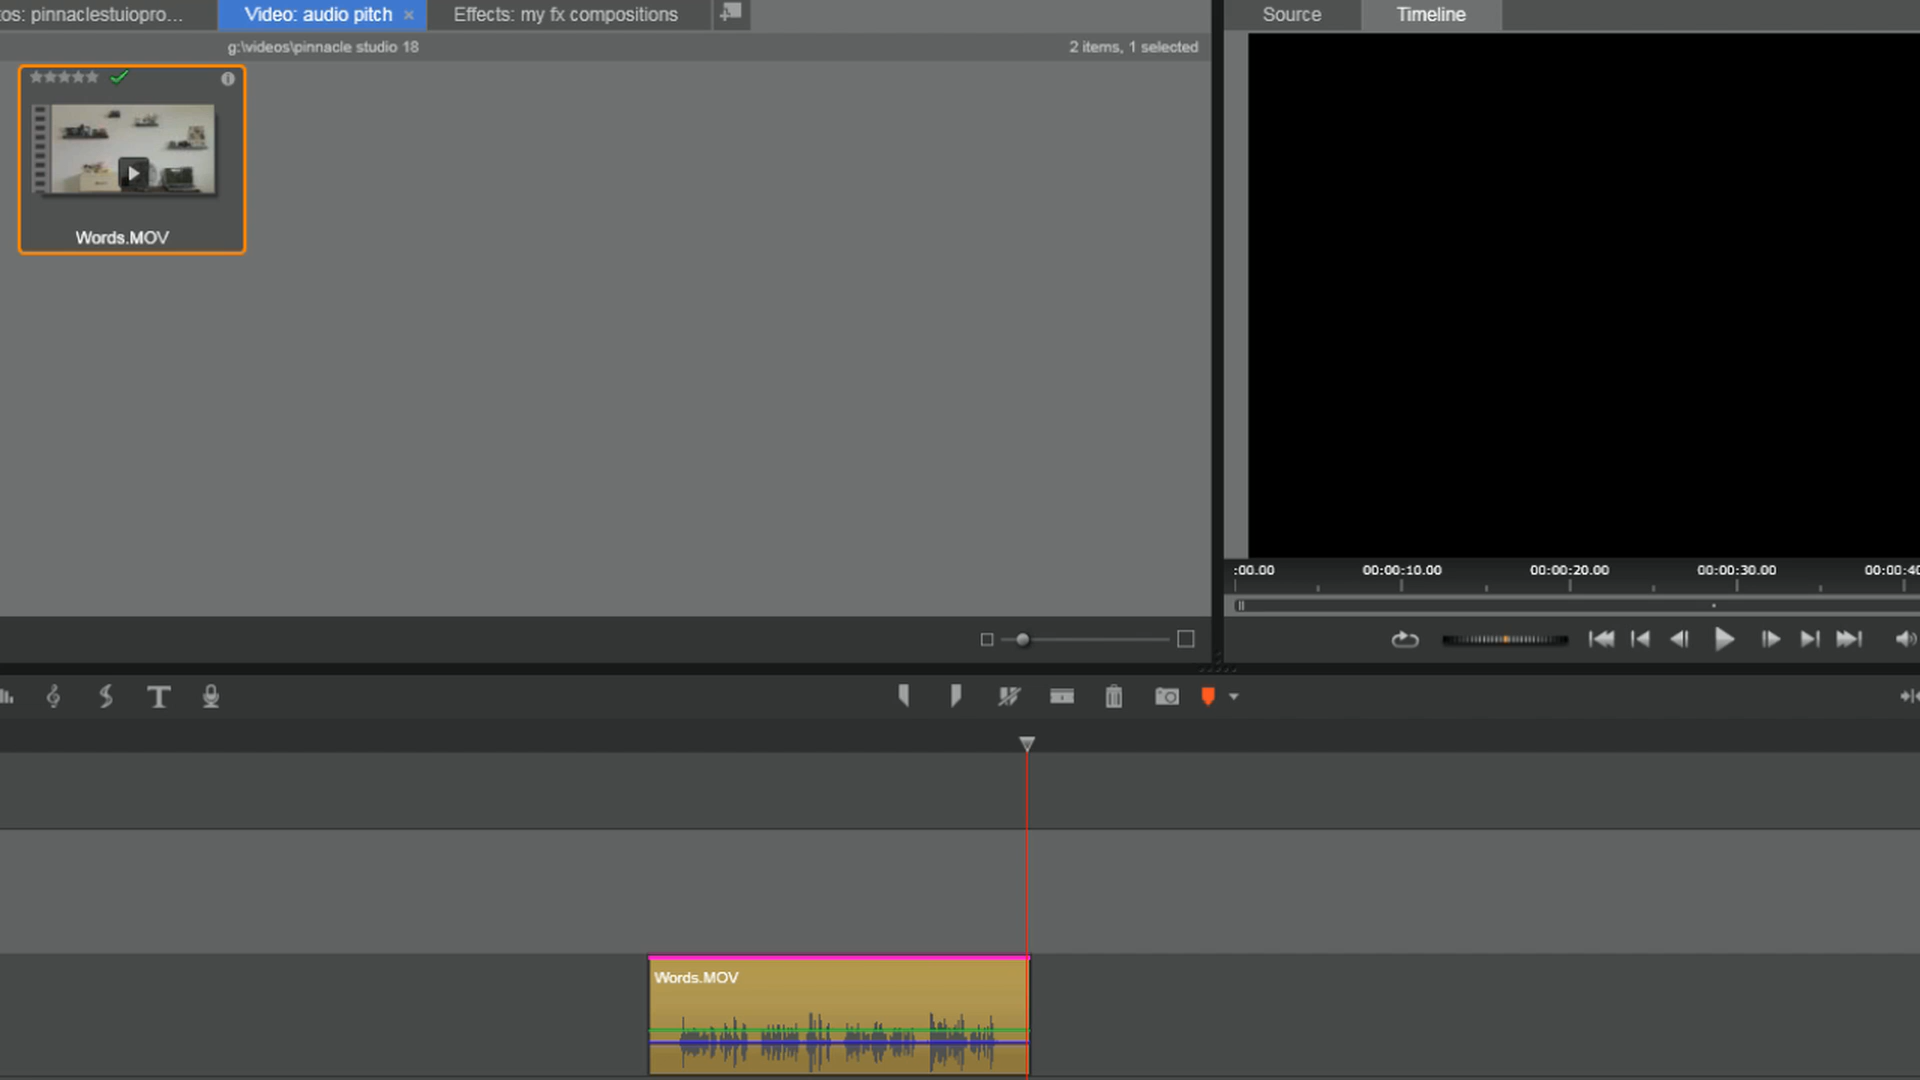 tos: pinnaclestuiopro...
Video: audio pitch
Effects: my fx compositions
Source
Timeline
g:\videos\pinnacle studio 18
2 items, 1 selected
Words.MOV
:00.00
00:00:10.00
00:00:20.00
00:00:30.00
00:00:40
Words.MOV